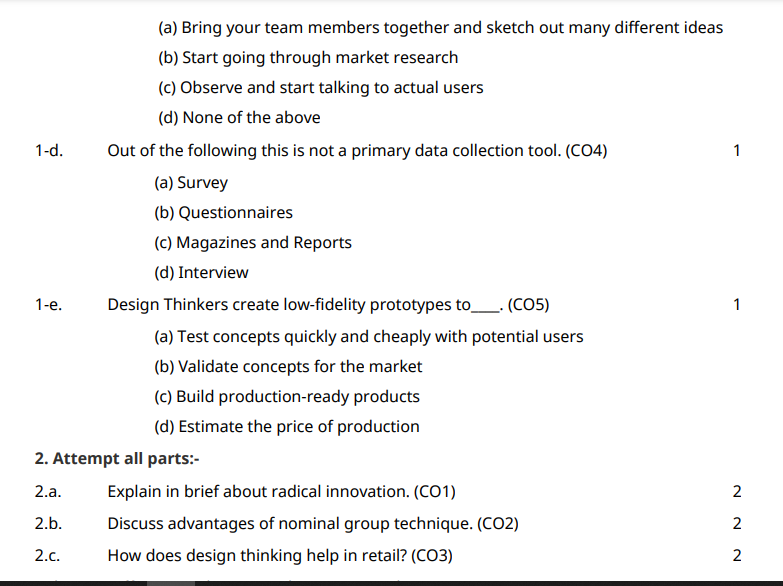 (a) Bring your team members together and sketch out many different ideas
(b) Start going through market research
(c) Observe and start talking to actual users
(d) None of the above
1-d. Out of the following this is not a primary data collection tool. (CO4) 1
(a) Survey
(b) Questionnaires
(c) Magazines and Reports
(d) Interview
1-e. Design Thinkers create low-fidelity prototypes to____. (CO5) 1
(a) Test concepts quickly and cheaply with potential users
(b) Validate concepts for the market
(c) Build production-ready products
(d) Estimate the price of production
2. Attempt all parts:-
2.a. Explain in brief about radical innovation. (CO1) 2
2.b. Discuss advantages of nominal group technique. (CO2) 2
2.c. How does design thinking help in retail? (CO3) 2